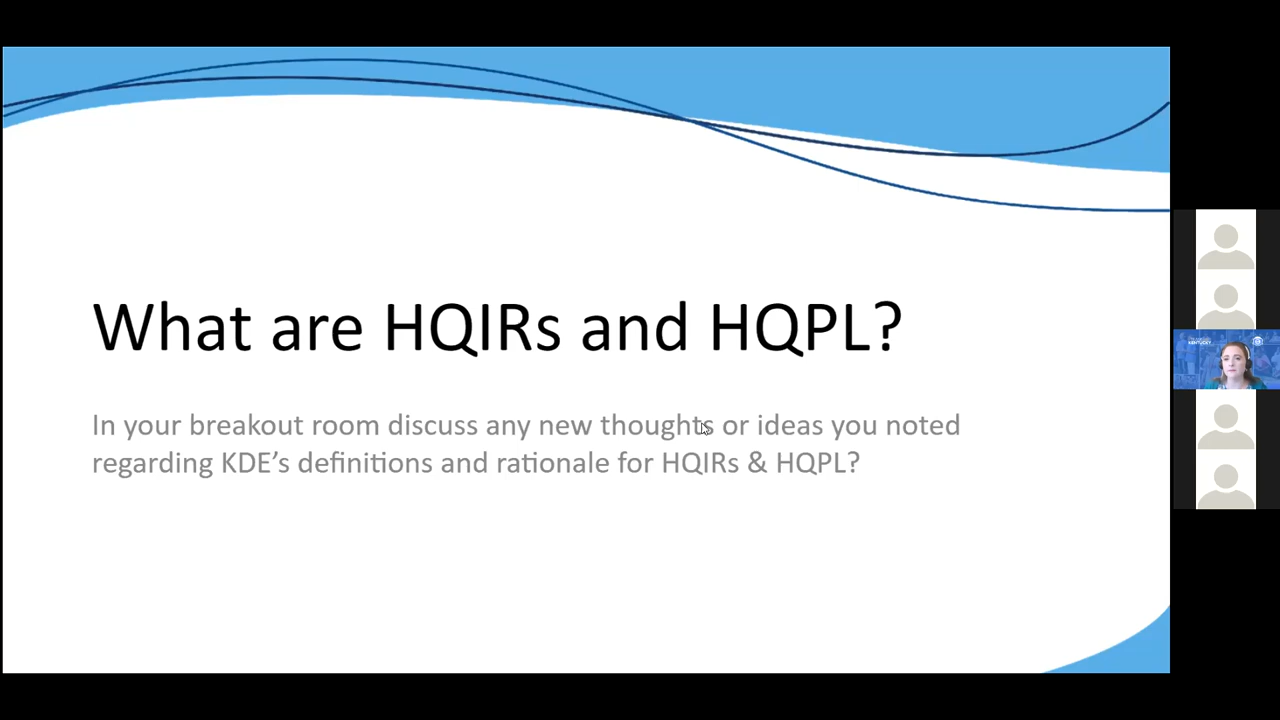 What are HQIRs and HQPL?
In your breakout room discuss any new thoughts or ideas you noted
regarding KDE's definitions and rationale for HQIRs & HQPL?
KENTUCKY